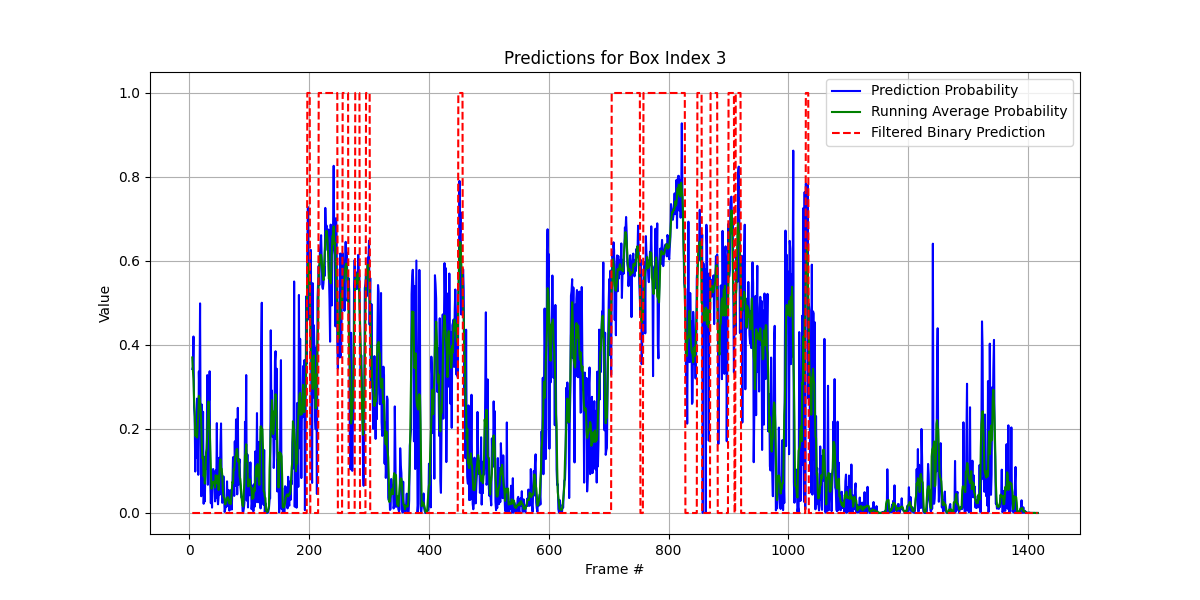 Predictions for Box Index 3
Prediction Probability
Running Average Probability
Filtered Binary Prediction
Value
1.0
0.8
0.6
0.4
0.2
0.0
0 200 400 600 800 1000 1200 1400
Frame #